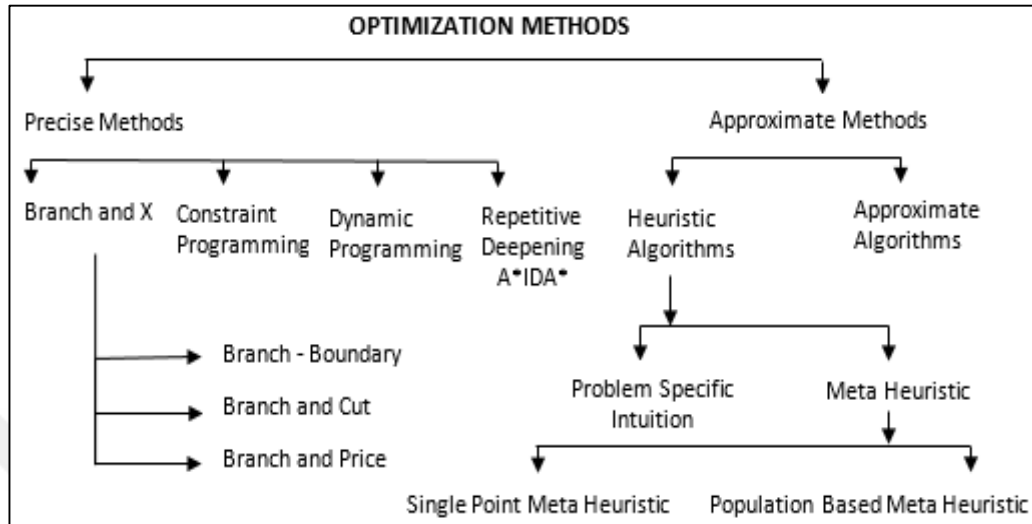 OPTIMIZATION METHODS
Precise Methods
Approximate Methods
Branch and X
Constraint
Programming
Dynamic
Programming
Repetitive
Deepening
A*IDA*
Heuristic
Algorithms
Approximate
Algorithms
Branch - Boundary
Branch and Cut
Branch and Price
Problem Specific
Intuition
Meta Heuristic
Single Point Meta Heuristic
Population Based Meta Heuristic